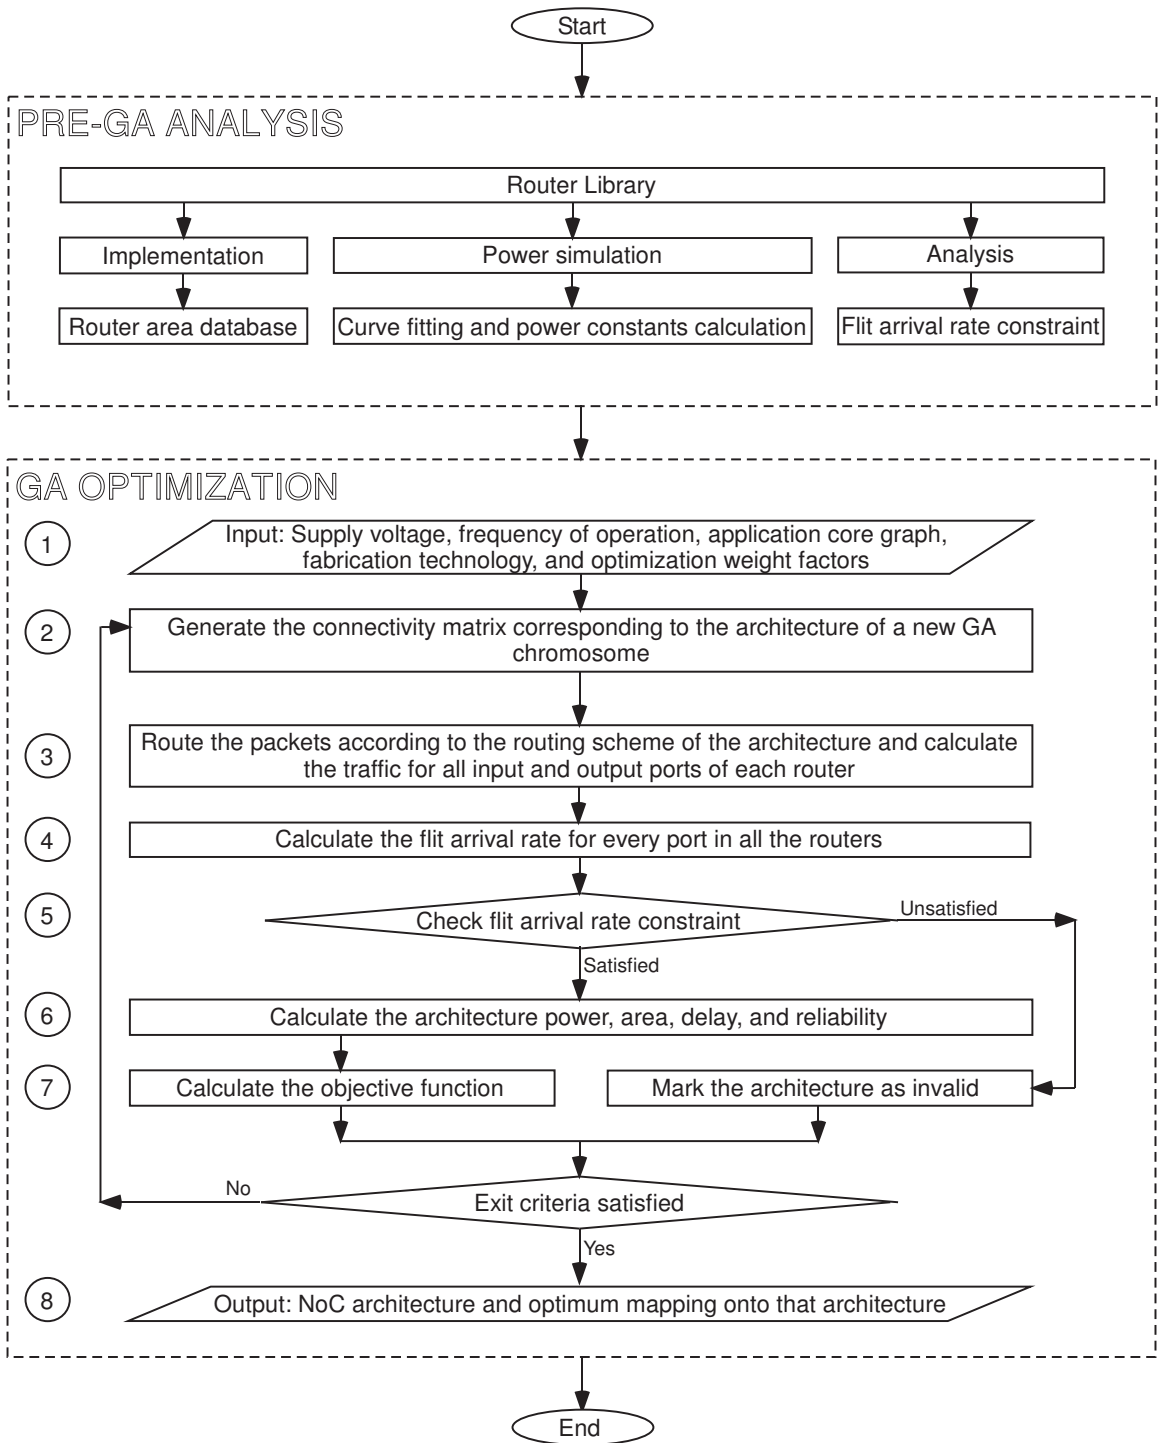 Start
PRE-GA ANALYSIS
Router Library
Implementation
Power simulation
Analysis
Router area database
Curve fitting and power constants calculation
Flit arrival rate constraint
GA OPTIMIZATION
1
Input: Supply voltage, frequency of operation, application core graph,
fabrication technology, and optimization weight factors
2
Generate the connectivity matrix corresponding to the architecture of a new GA
chromosome
3
Route the packets according to the routing scheme of the architecture and calculate
the traffic for all input and output ports of each router
4
Calculate the flit arrival rate for every port in all the routers
5
Check flit arrival rate constraint
Unsatisfied
Satisfied
6
Calculate the architecture power, area, delay, and reliability
7
Calculate the objective function
Mark the architecture as invalid
No
Exit criteria satisfied
Yes
8
Output: NoC architecture and optimum mapping onto that architecture
End